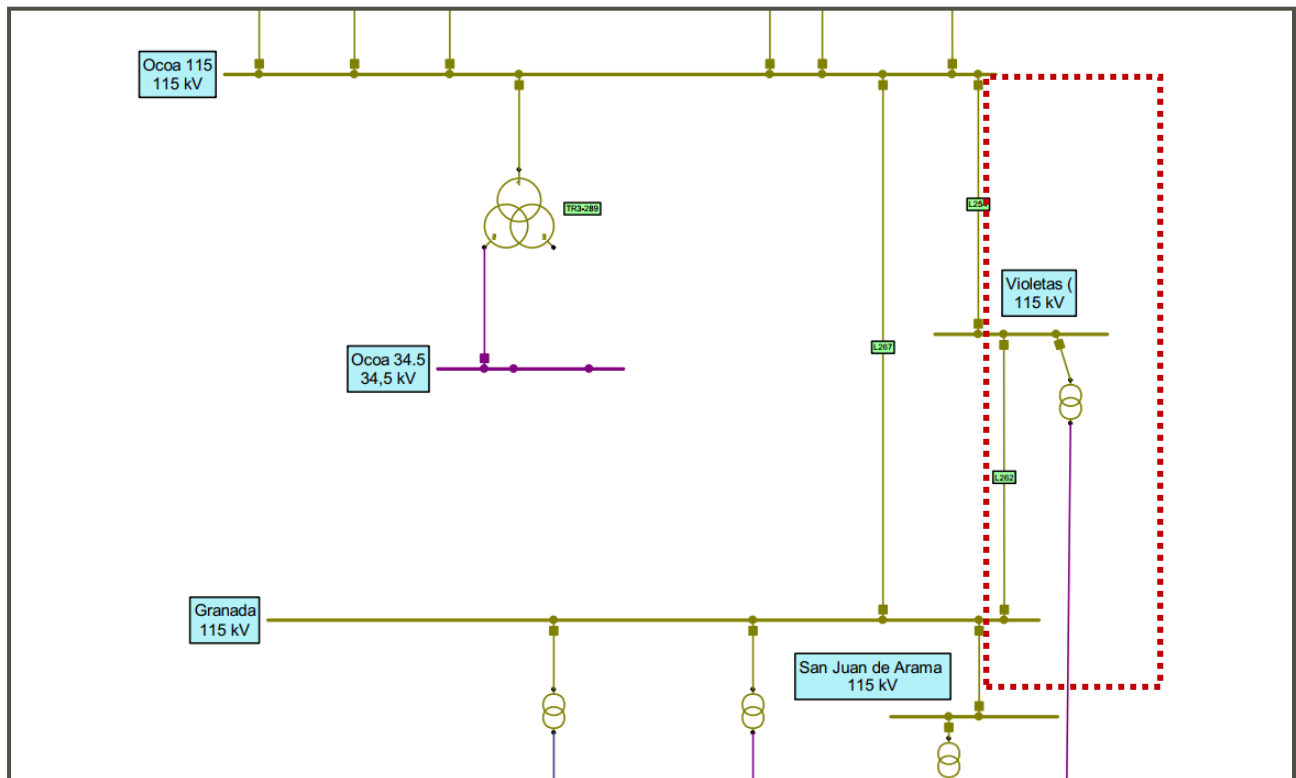 Ocoa 115
115 kV
TR3-289
Violetas (
115 kV
Ocoa 34.5
34,5 kV
L267
L262
Granada
115 kV
San Juan de Arama
115 kV